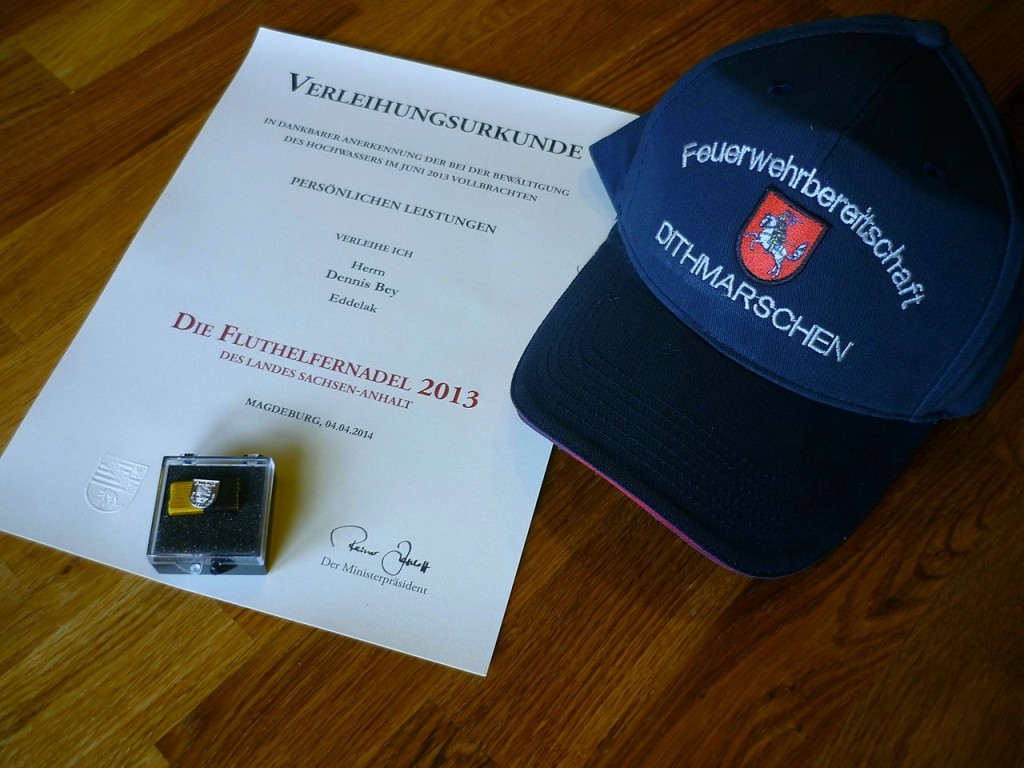 VERLEIHUNGSURKUNDE
IN DANKBARER ANERKENNUNG DER BEI DER BEWÄLTIGUNG
DES HOCHWASSERS IM JUNI 2013 VOLLBRACHTEN
PERSÖNLICHEN LEISTUNGEN
VERLEIHE ICH
Herrn
Dennis Bey
Eddelak
DIE FLUTHELFERNADEL 2013
DES LANDES SACHSEN-ANHALT
MAGDEBURG, 04.04.2014
Der Ministerpräsident
Feuerwehrbereitschaft
DITHMARSCHEN